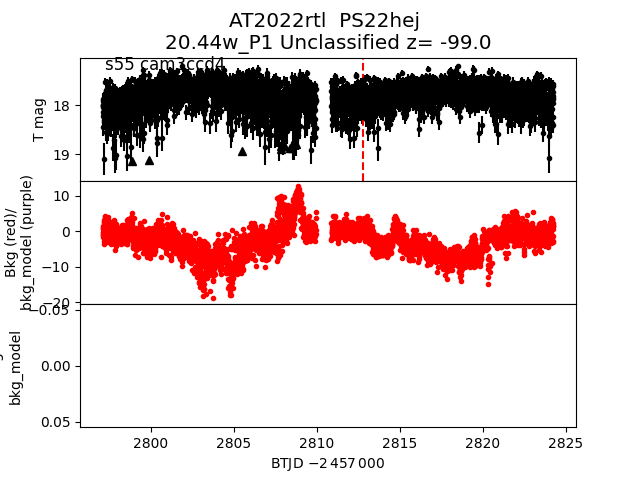 AT2022rtl PS22hej
20.44w_P1 Unclassified z= -99.0
s55 cam3ccd4
T mag
18
19
Bkg (red)/
bkg_model (purple)
10
0
−10
−20
bkg_model
−0.05
0.00
0.05
2800
2805
2810
2815
2820
2825
BTJD −2 457 000